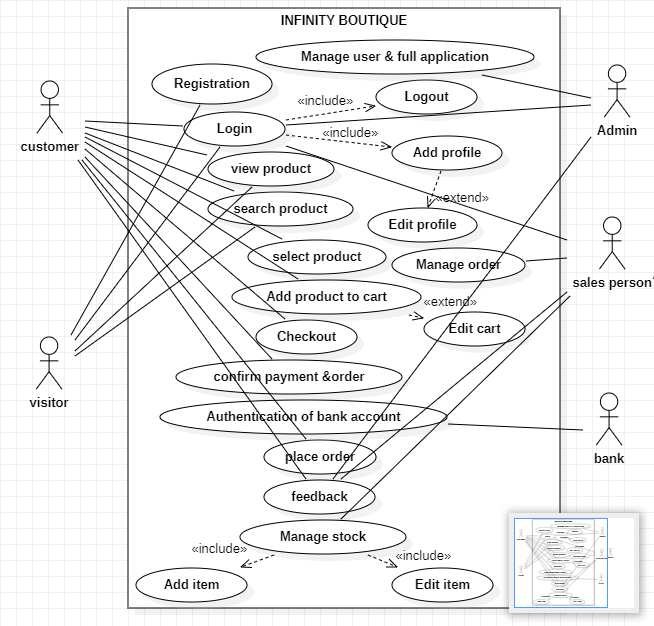 INFINITY BOUTIQUE
Manage user & full application
Registration
«include»
Logout
customer
Login
«include»
Admin
Add profile
view product
«extend»
search product
Edit profile
select product
Manage order
sales person
Add product to cart
«extend»
Checkout
Edit cart
confirm payment &order
visitor
Authentication of bank account
place order
bank
feedback
Manage stock
«include»
«include»
Add item
Edit item